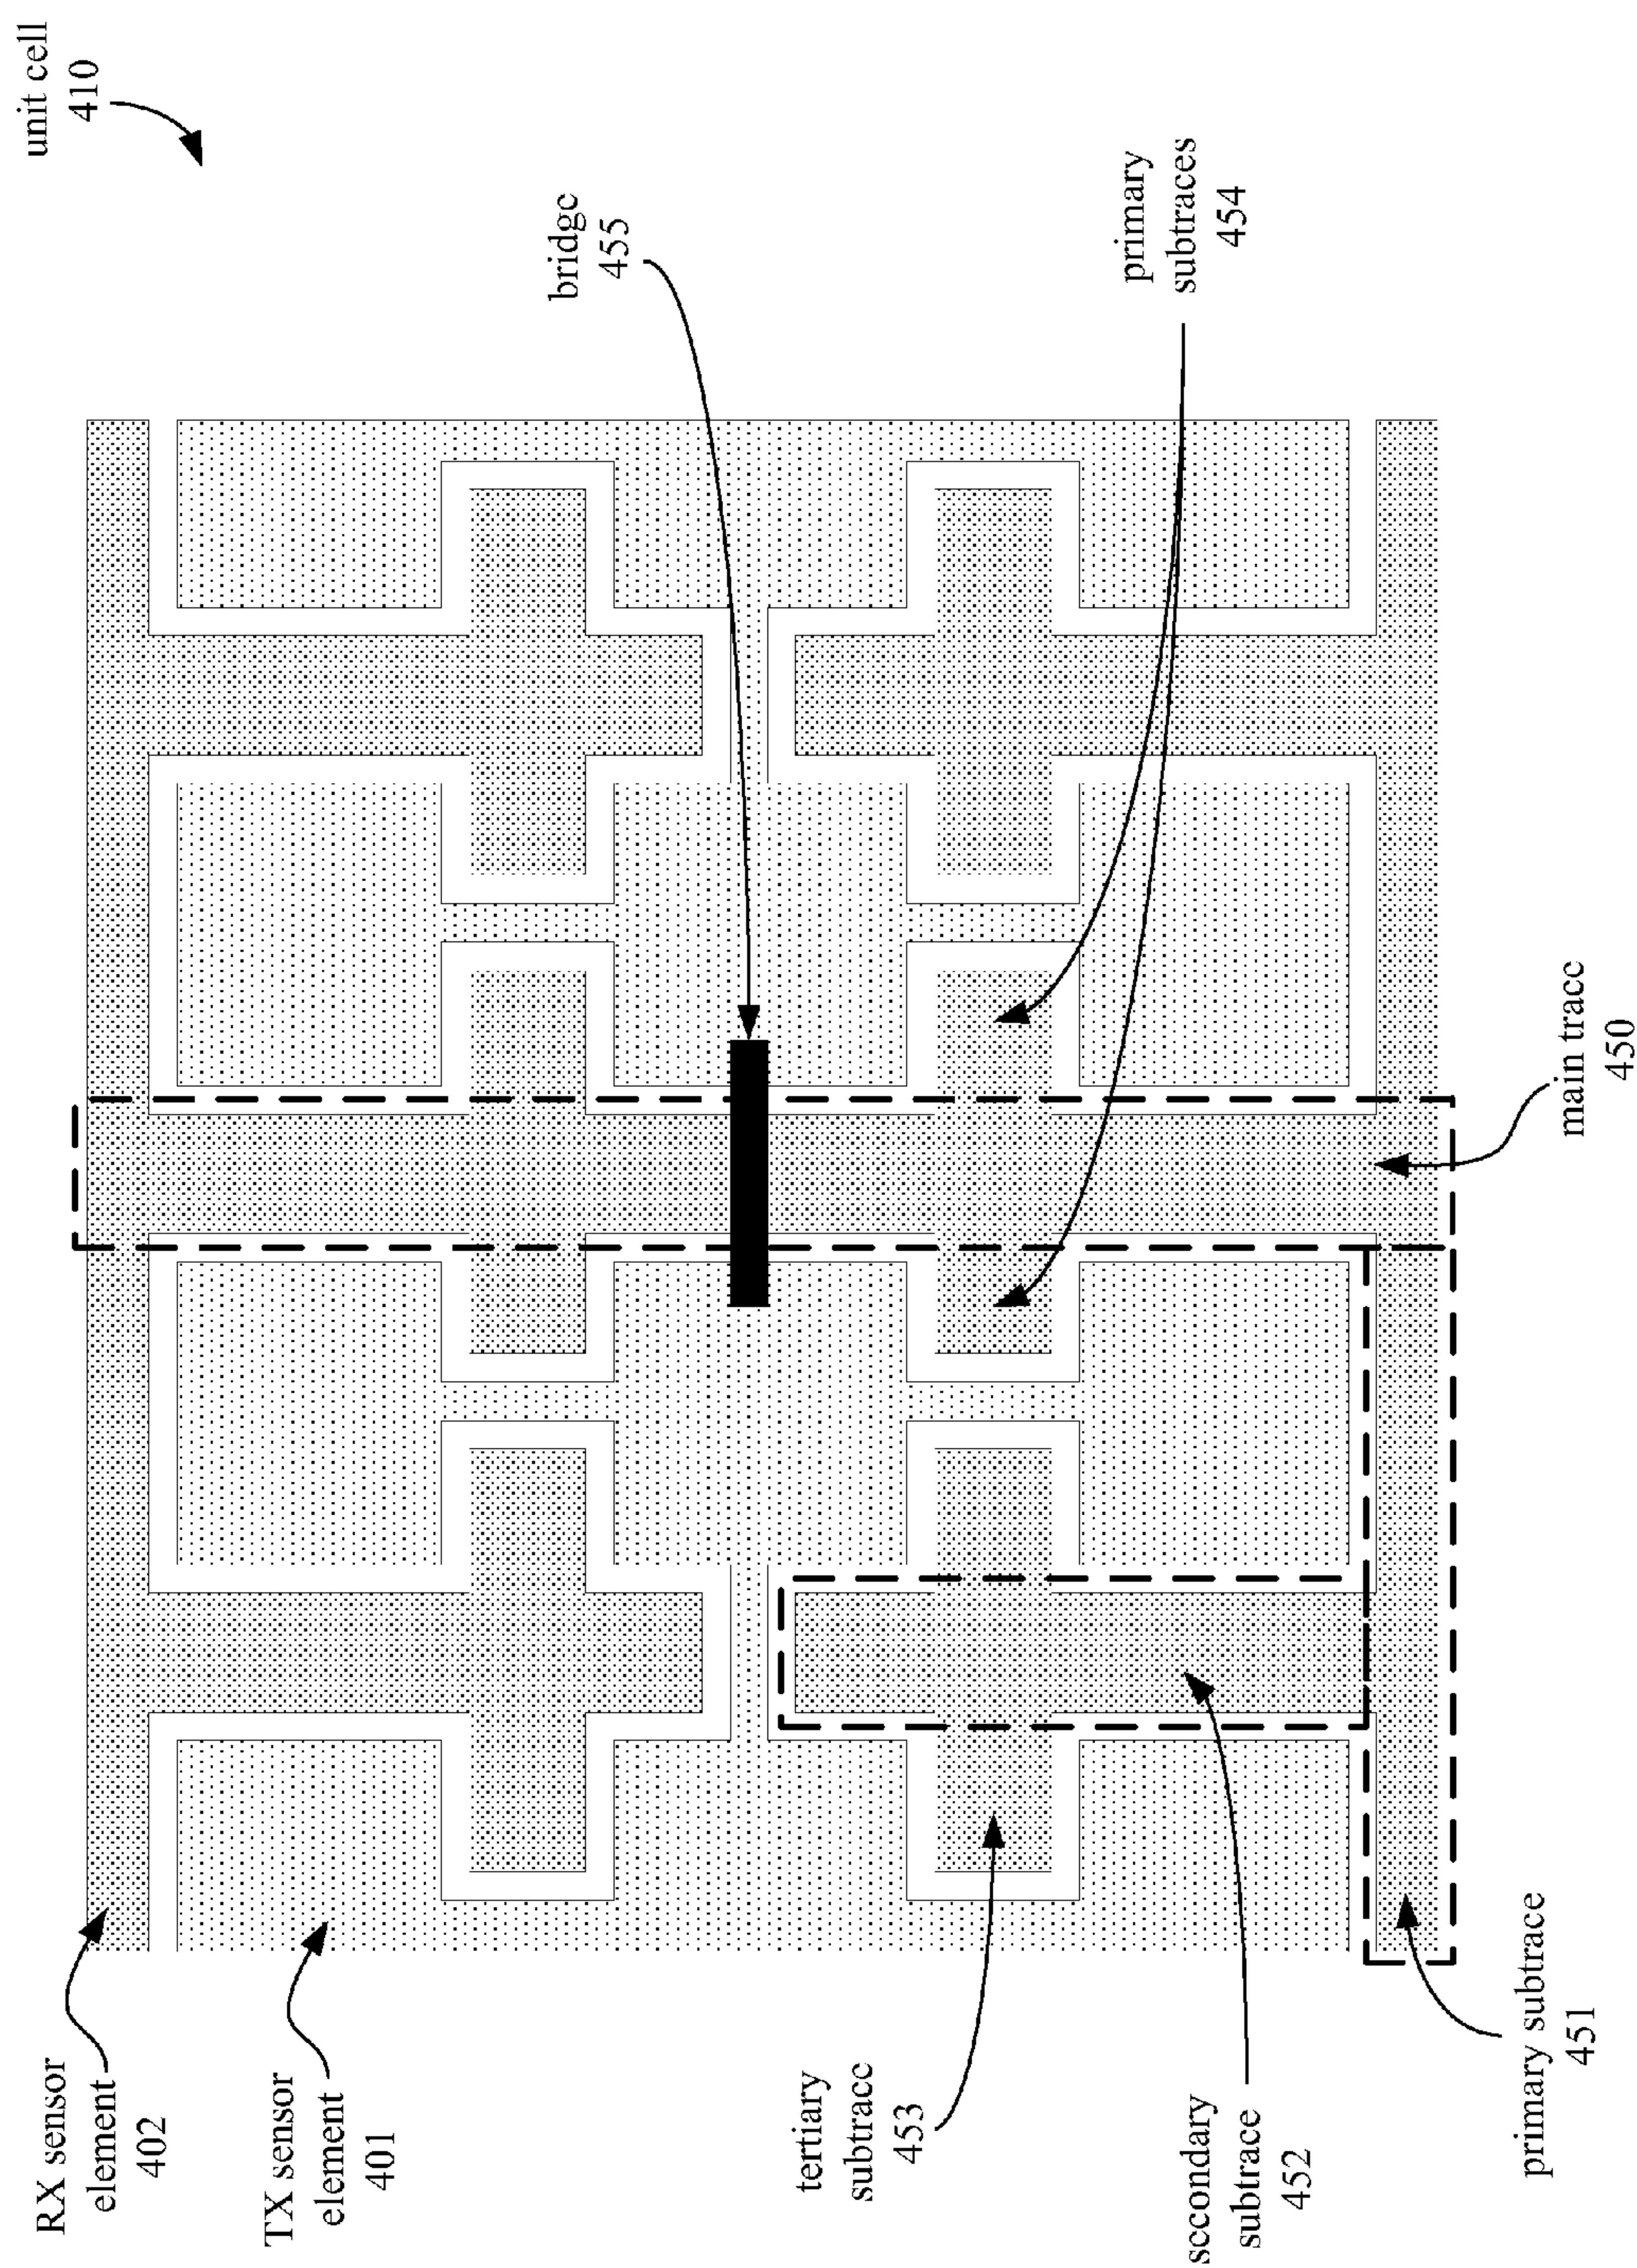 RX sensor
element
402
unit cell
410
TX sensor
element
401
bridgc
455
tertiary
subtracc
453
primary
subtraces
454
sccondary
subtrace
452
primary subtrace
451
main tracc
450